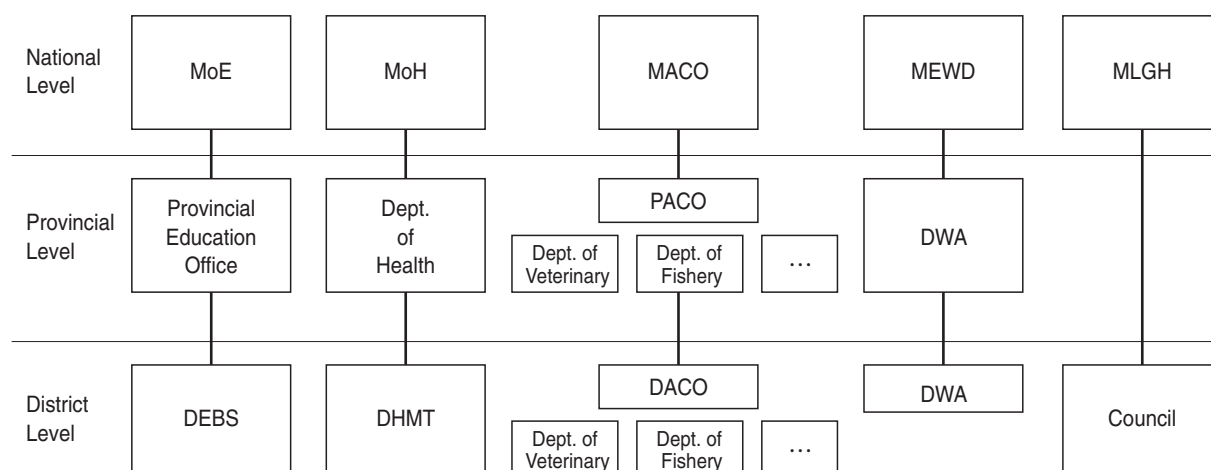 National
Level
MoE
MoH
MACO
MEWD
MLGH
Provincial
Level
Provincial
Education
Office
Dept.
of
Health
PACO
Dept. of
Veterinary
Dept. of
Fishery
...
DWA
District
Level
DEBS
DHMT
DACO
Dept. of
Veterinary
Dept. of
Fishery
...
DWA
Council